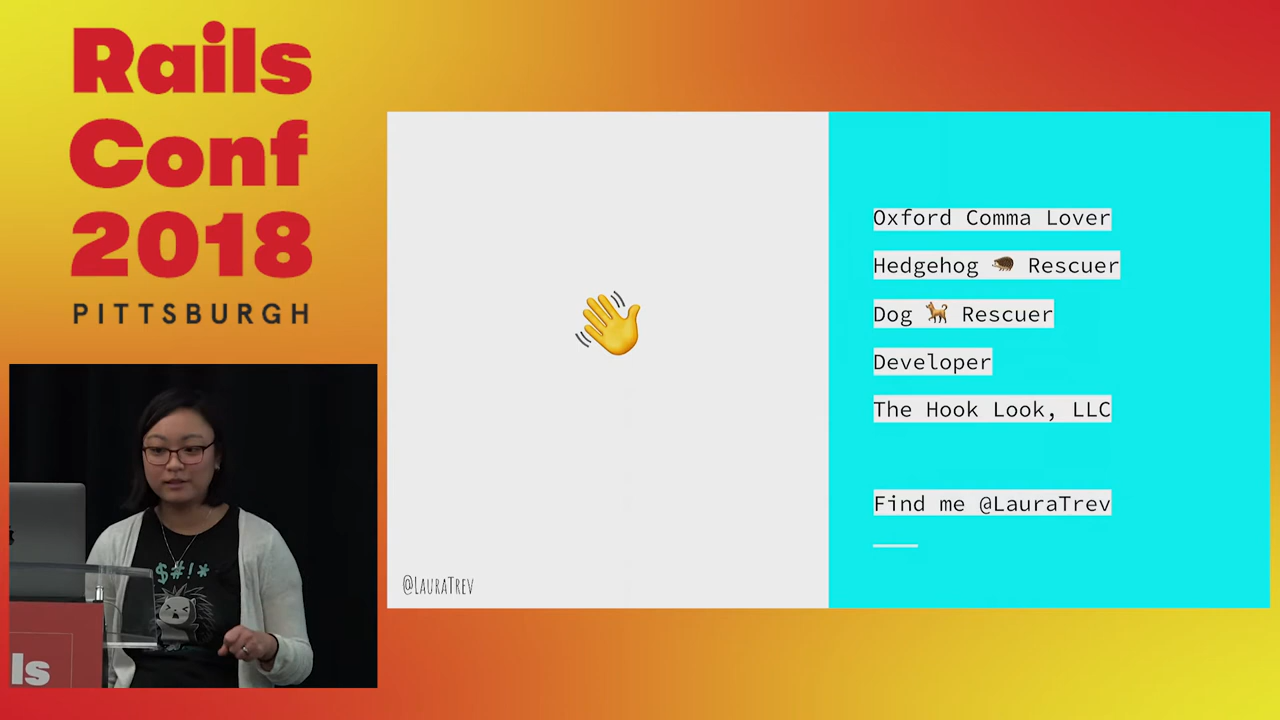 Rails
Conf
2018
PITTSBURGH
Oxford Comma Lover
Hedgehog 🦔 Rescuer
Dog 🐕 Rescuer
Developer
The Hook Look, LLC
Find me @LauraTrev
@LauraTrev
$#!*
ls